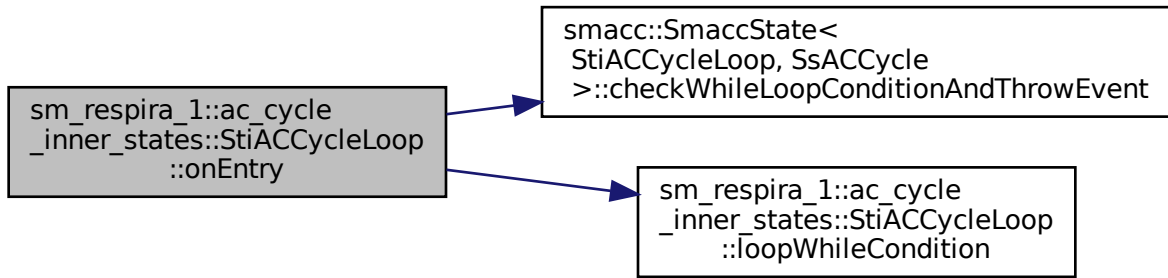 sm_respira_1::ac_cycle
_inner_states::StiACCycleLoop
::onEntry
smacc::SmaccState<
StiACCycleLoop, SsACCycle
>::checkWhileLoopConditionAndThrowEvent
sm_respira_1::ac_cycle
_inner_states::StiACCycleLoop
::loopWhileCondition